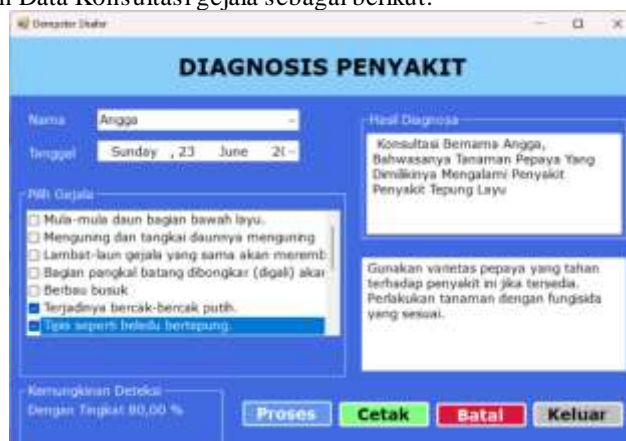 n Data Konsultasi gejala sebagai berikut:
Dempster Shafer
DIAGNOSIS PENYAKIT
Nama
Angga
Tanggal
Sunday , 23 June 20
Hasil Diagnosa
Konsultasi Bernama Angga,
Bahwasanya Tanaman Pepaya Yang
Dimilikinya Mengalami Penyakit
Penyakit Tepung Layu
Pilih Gejala
Mula-mula daun bagian bawah layu.
Menguning dan tangkai daunnya menguning
Lambat-laun gejala yang sama akan meremb
Bagian pangkal batang dibongkar (digali) akar
Berbau busuk
Terjadinya bercak-bercak putih.
Tipis seperti beledu bertepung.
Gunakan varietas pepaya yang tahan
terhadap penyakit ini jika tersedia.
Perlakukan tanaman dengan fungisida
yang sesuai.
Kemungkinan Deteksi
Dengan Tingkat 80,00 %
Proses
Cetak
Batal
Keluar